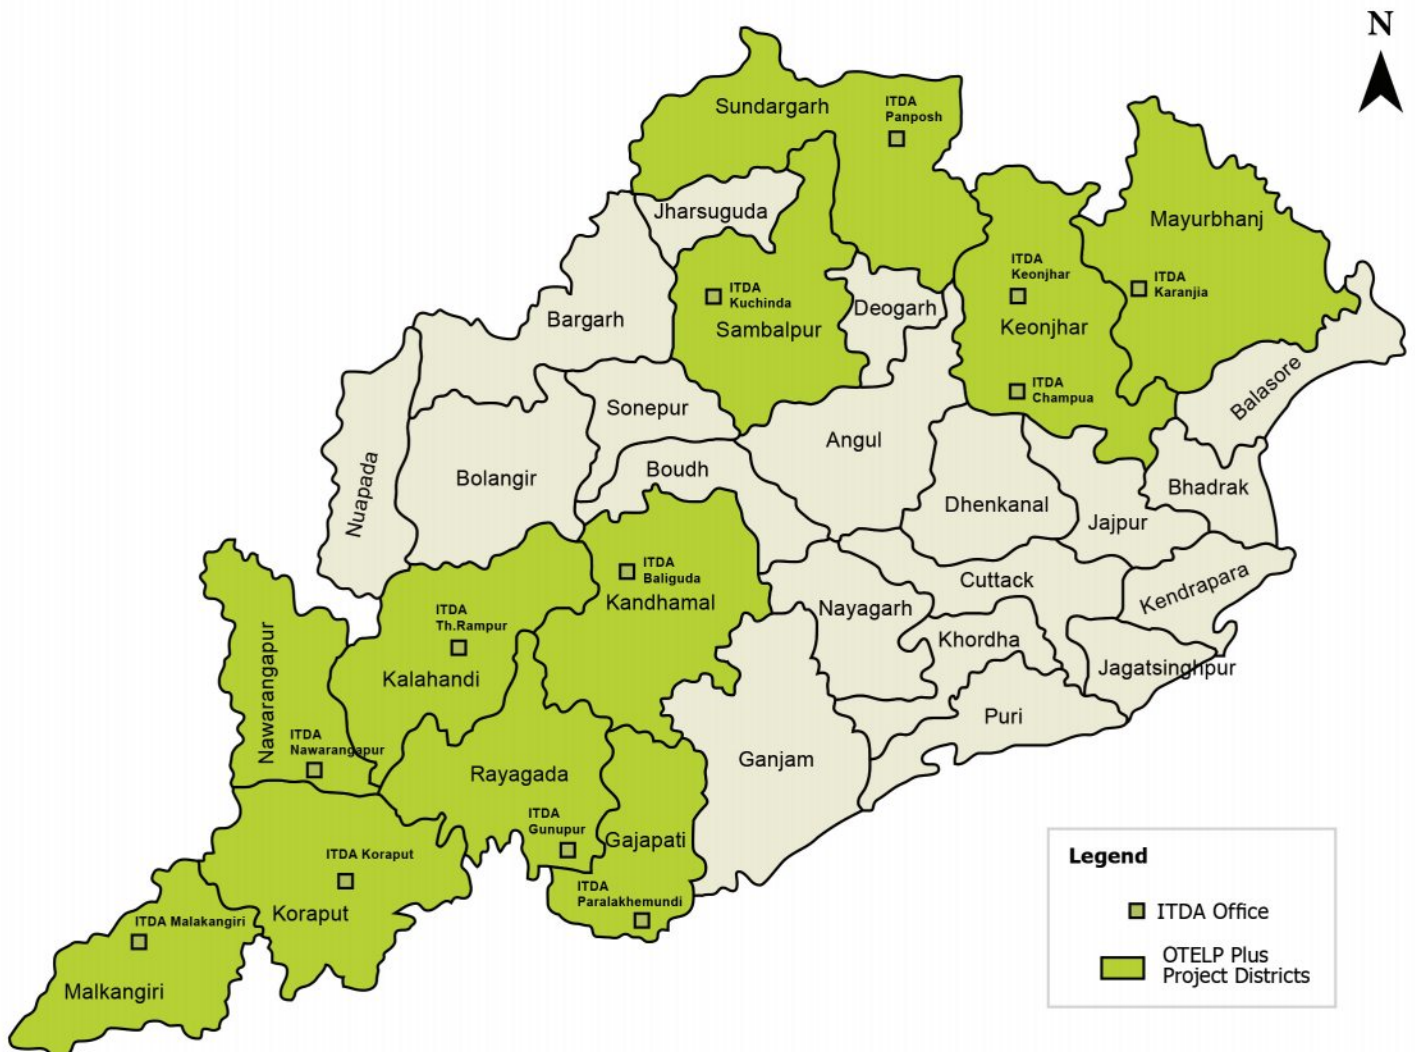 N
Sundargarh
ITDA
Panposh
Jharsuguda
Mayurbhanj
ITDA
Keonjhar
ITDA
Karanjia
ITDA
Kuchinda
Deogarh
Bargarh
Sambalpur
Keonjhar
ITDA
Champua
Balasore
Sonepur
Angul
Nuapada
Bolangir
Boudh
Dhenkanal
Jajpur
Bhadrak
ITDA
Baliguda
Kandhamal
Cuttack
Kendrapara
Nayagarh
ITDA
Th.Rampur
Khordha
Nawarangapur
Kalahandi
Jagatsinghpur
Puri
ITDA
Nawarangapur
Rayagada
Ganjam
ITDA
Gunupur
Gajapati
ITDA Koraput
ITDA
Paralakhemundi
Koraput
ITDA Malakangiri
Malkangiri
Legend
ITDA Office
OTELP Plus
Project Districts